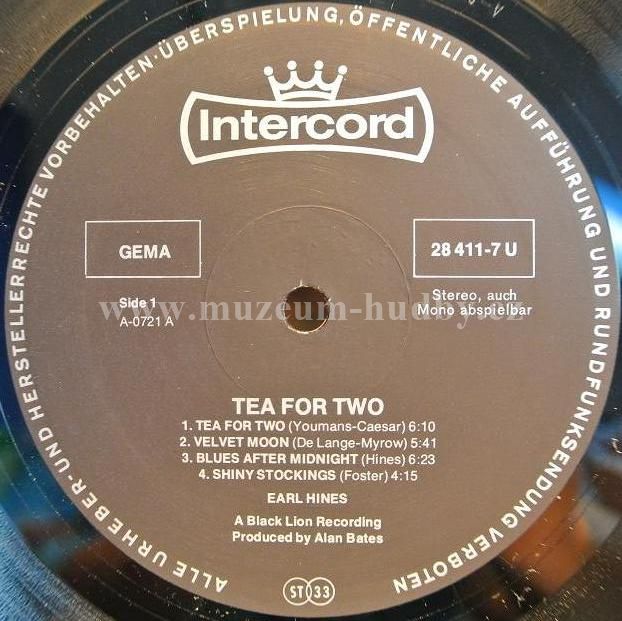 ALLE URHEBER- UND HERSTELLERRECHTE VORBEHALTEN · ÜBERSPIELUNG, ÖFFENTLICHE AUFFÜHRUNG UND RUNDFUNKSENDUNG VERBOTEN
Intercord
GEMA
28 411-7 U
Side 1
A-0721 A
Stereo, auch
Mono abspielbar
www.muzeum-hudby.cz
TEA FOR TWO
1. TEA FOR TWO (Youmans-Caesar) 6:10
2. VELVET MOON (De Lange-Myrow) 5:41
3. BLUES AFTER MIDNIGHT (Hines) 6:23
4. SHINY STOCKINGS (Foster) 4:15
EARL HINES
A Black Lion Recording
Produced by Alan Bates
ST 33